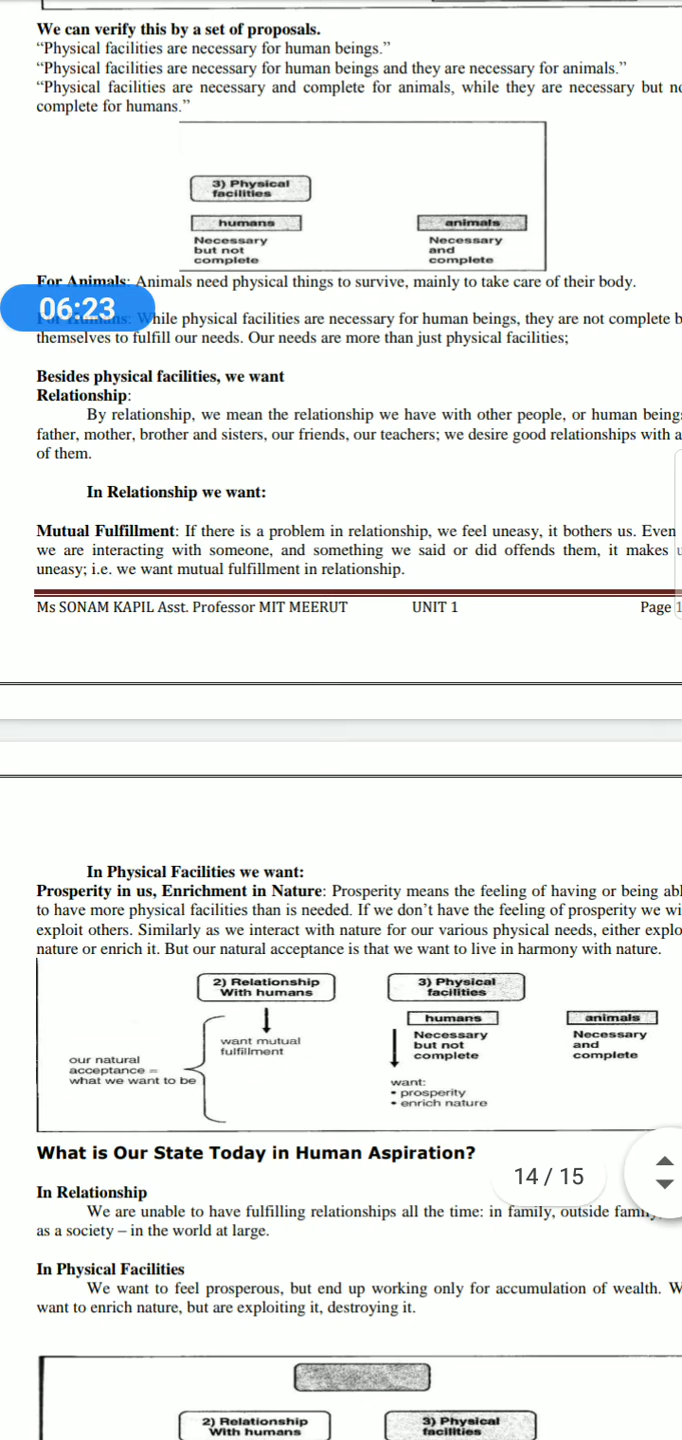 We can verify this by a set of proposals.
“Physical facilities are necessary for human beings.”
“Physical facilities are necessary for human beings and they are necessary for animals.”
“Physical facilities are necessary and complete for animals, while they are necessary but
complete for humans.”
3) Physical
facilities
humans
animals
Necessary
but not
complete
Necessary
and
complete
For Animals: Animals need physical things to survive, mainly to take care of their body.
06:23
While physical facilities are necessary for human beings, they are not complete
themselves to fulfill our needs. Our needs are more than just physical facilities;
Besides physical facilities, we want
Relationship:
By relationship, we mean the relationship we have with other people, or human being
father, mother, brother and sisters, our friends, our teachers; we desire good relationships with
of them.
In Relationship we want:
Mutual Fulfillment: If there is a problem in relationship, we feel uneasy, it bothers us. Even
we are interacting with someone, and something we said or did offends them, it makes
uneasy; i.e. we want mutual fulfillment in relationship.
Ms SONAM KAPIL Asst. Professor MIT MEERUT UNIT 1 Page 1
In Physical Facilities we want:
Prosperity in us, Enrichment in Nature: Prosperity means the feeling of having or being
to have more physical facilities than is needed. If we don’t have the feeling of prosperity we
exploit others. Similarly as we interact with nature for our various physical needs, either
nature or enrich it. But our natural acceptance is that we want to live in harmony with nature.
2) Relationship
With humans
3) Physical
facilities
humans
animals
want mutual
fulfillment
Necessary
but not
complete
Necessary
and
complete
our natural
acceptance =
what we want to be
want:
• prosperity
• enrich nature
What is Our State Today in Human Aspiration?
14 / 15
In Relationship
We are unable to have fulfilling relationships all the time: in family, outside
as a society – in the world at large.
In Physical Facilities
We want to feel prosperous, but end up working only for accumulation of wealth.
want to enrich nature, but are exploiting it, destroying it.
2) Relationship
With humans
3) Physical
facilities